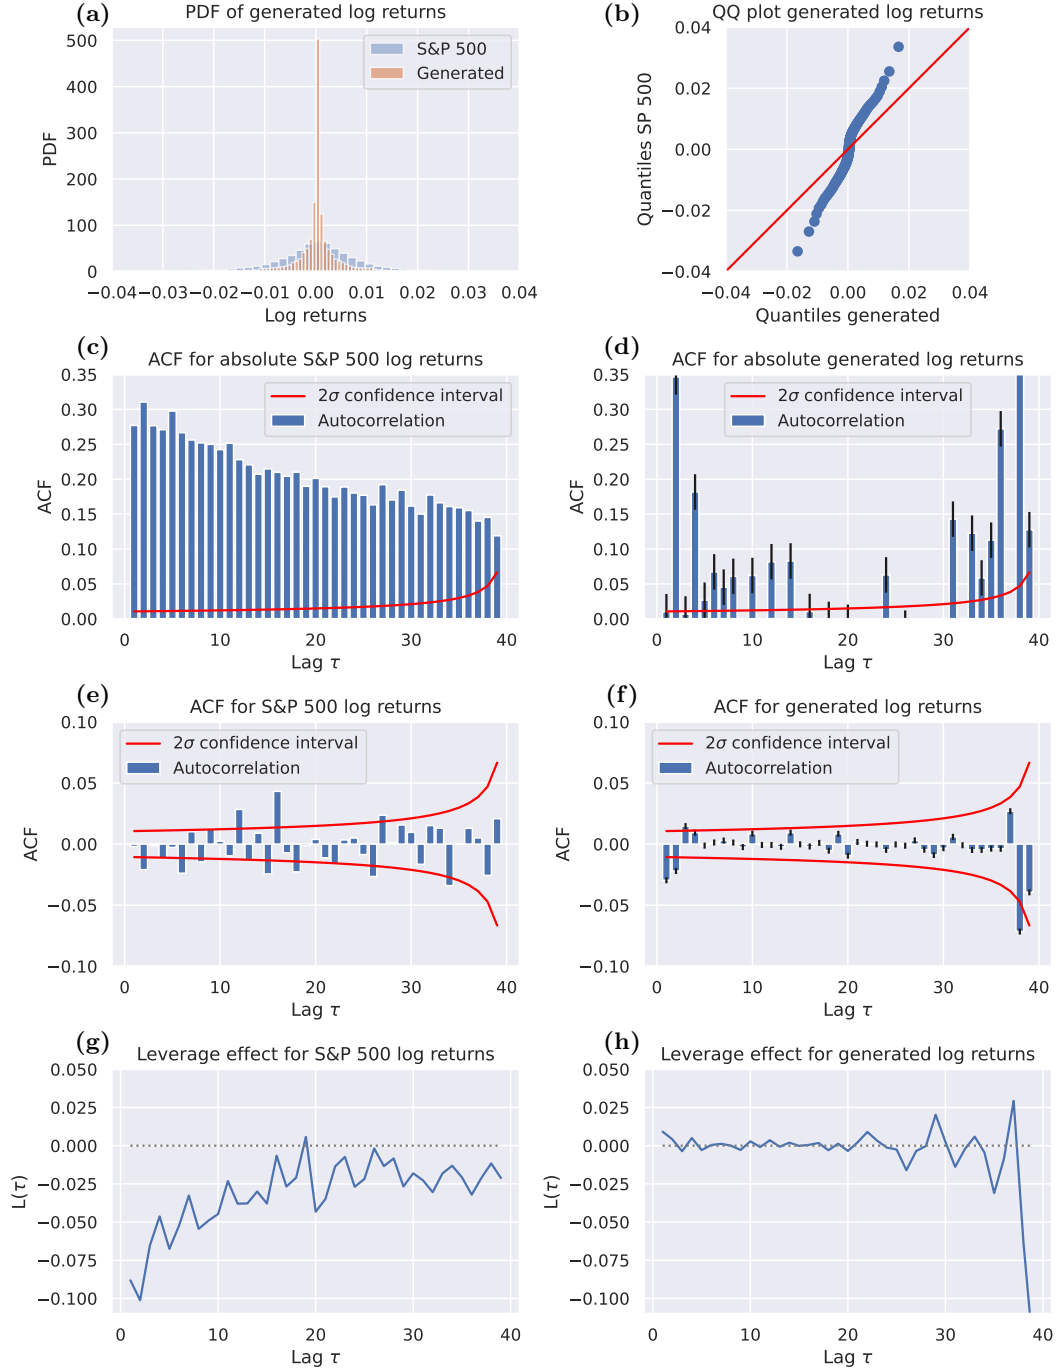 (a)
PDF of generated log returns
500
400
300
200
100
0
PDF
S&P 500
Generated
−0.04 −0.03 −0.02 −0.01 0.00 0.01 0.02 0.03 0.04
Log returns
(b)
QQ plot generated log returns
0.04
0.02
0.00
−0.02
−0.04
Quantiles SP 500
−0.04 −0.02 0.00 0.02 0.04
Quantiles generated
(c)
ACF for absolute S&P 500 log returns
0.35
0.30
0.25
0.20
0.15
0.10
0.05
0.00
ACF
2σ confidence interval
Autocorrelation
0 10 20 30 40
Lag τ
(d)
ACF for absolute generated log returns
0.35
0.30
0.25
0.20
0.15
0.10
0.05
0.00
ACF
2σ confidence interval
Autocorrelation
0 10 20 30 40
Lag τ
(e)
ACF for S&P 500 log returns
0.10
0.05
0.00
−0.05
−0.10
ACF
2σ confidence interval
Autocorrelation
0 10 20 30 40
Lag τ
(f)
ACF for generated log returns
0.10
0.05
0.00
−0.05
−0.10
ACF
2σ confidence interval
Autocorrelation
0 10 20 30 40
Lag τ
(g)
Leverage effect for S&P 500 log returns
0.050
0.025
0.000
−0.025
−0.050
−0.075
−0.100
L(τ)
0 10 20 30 40
Lag τ
(h)
Leverage effect for generated log returns
0.050
0.025
0.000
−0.025
−0.050
−0.075
−0.100
L(τ)
0 10 20 30 40
Lag τ